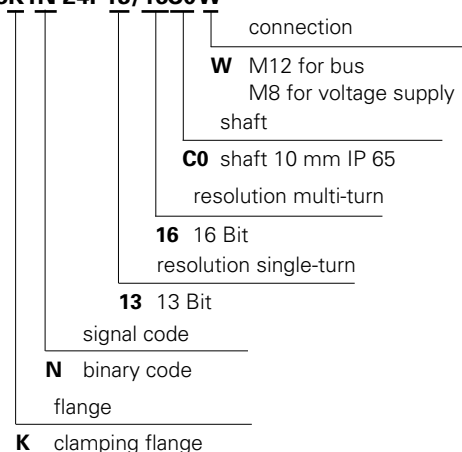 connection
W M12 for bus
M8 for voltage supply
shaft
C0 shaft 10 mm IP 65
resolution multi-turn
16 16 Bit
resolution single-turn
13 13 Bit
signal code
N binary code
flange
K clamping flange